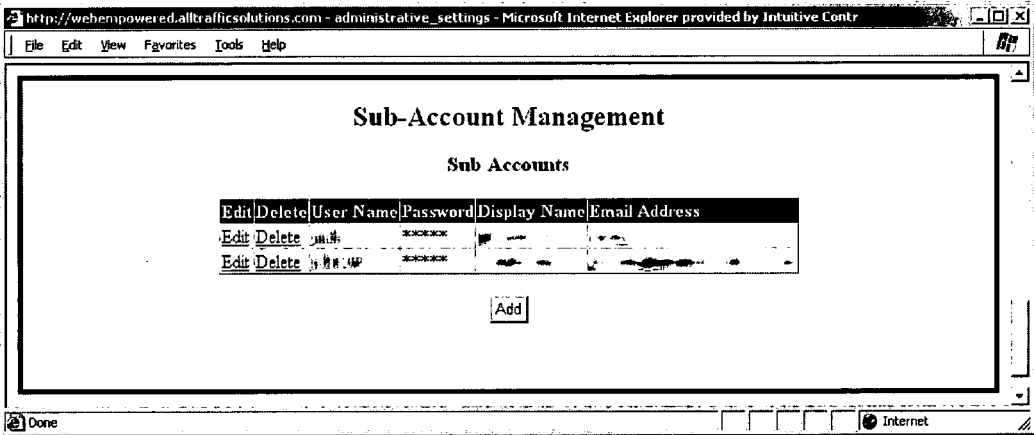 http://webempowered.alltrafficsolutions.com - administrative_settings - Microsoft Internet Explorer provided by Intuitive Contr
File Edit View Favorites Tools Help
Sub-Account Management
Sub Accounts
Edit Delete User Name Password Display Name Email Address
Edit Delete *****
Edit Delete *****
Add
Done Internet